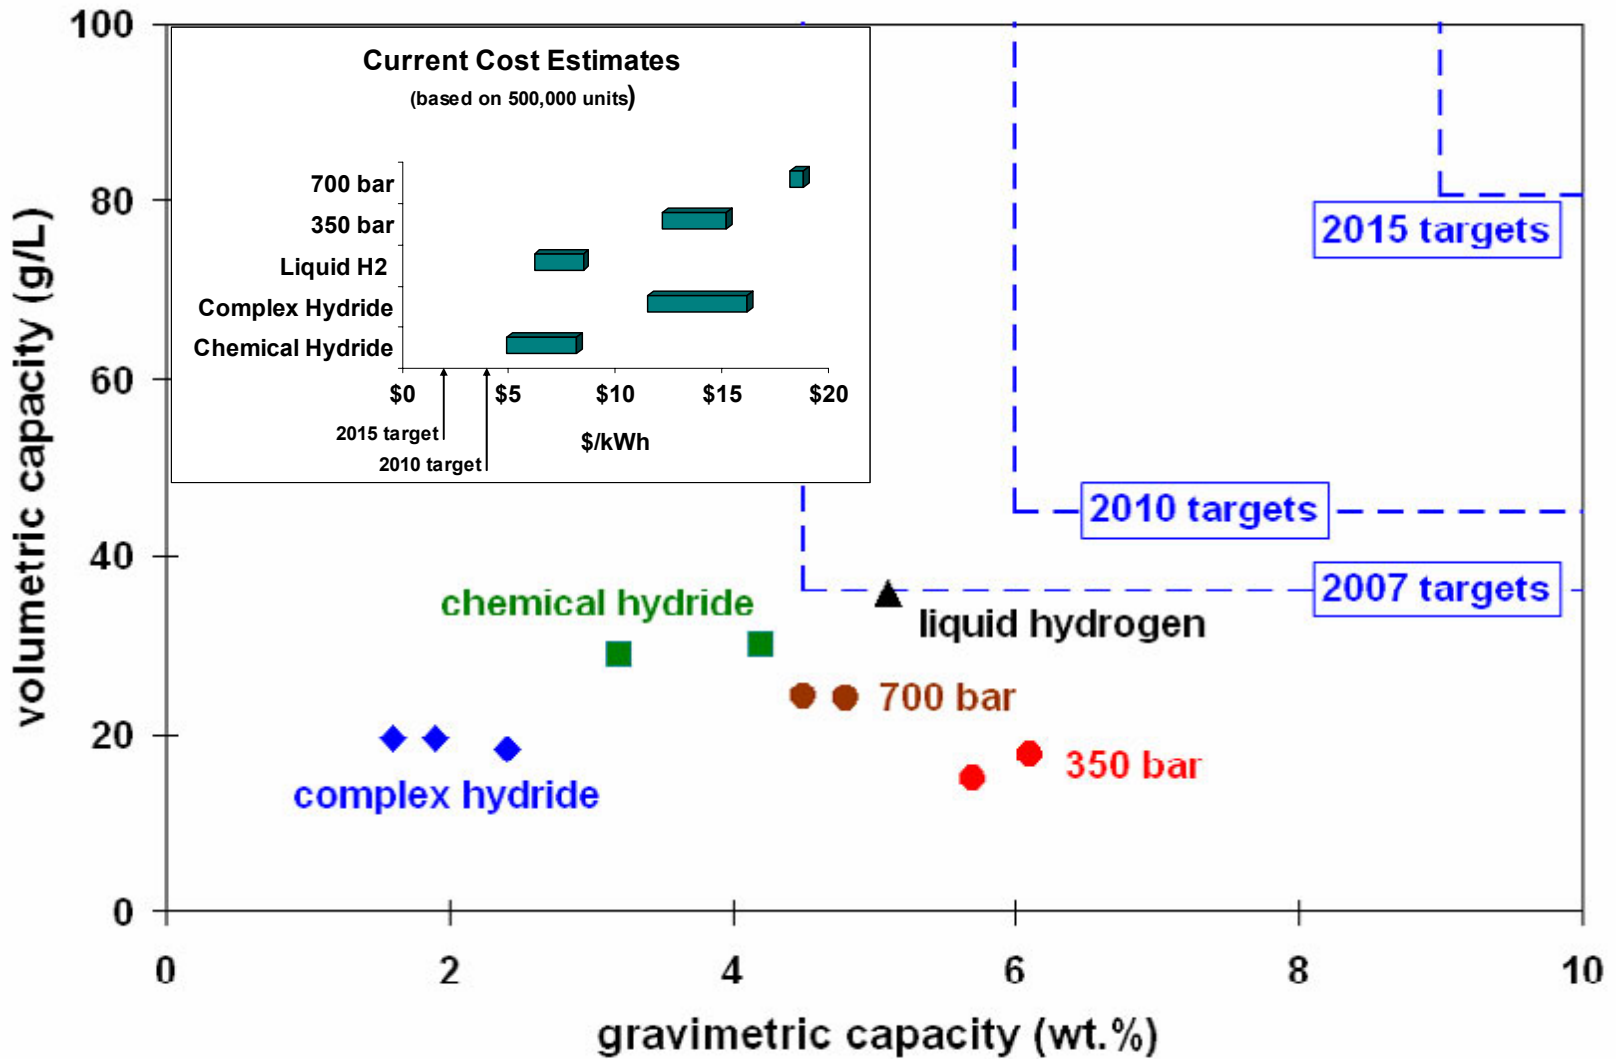 100
80
60
40
20
0
volumetric capacity (g/L)
Current Cost Estimates
(based on 500,000 units)
700 bar
350 bar
Liquid H2
Complex Hydride
Chemical Hydride
$0 $5 $10 $15 $20
2015 target
$/kWh
2010 target
2015 targets
2010 targets
2007 targets
chemical hydride
liquid hydrogen
700 bar
350 bar
complex hydride
0 2 4 6 8 10
gravimetric capacity (wt.%)